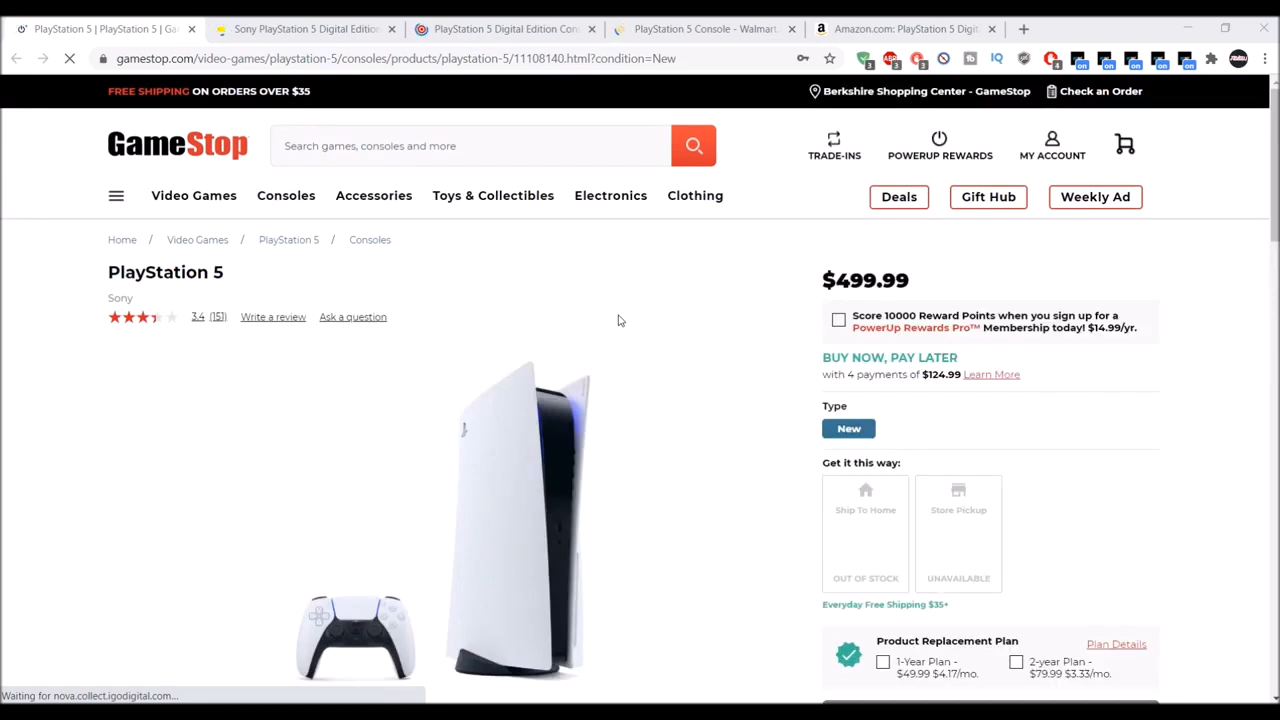 PlayStation 5 | PlayStation 5 | Ga
Sony PlayStation 5 Digital Edition
PlayStation 5 Digital Edition Con
PlayStation 5 Console - Walmart.
Amazon.com: PlayStation 5 Digit
gamestop.com/video-games/playstation-5/consoles/products/playstation-5/11108140.html?condition=New
FREE SHIPPING ON ORDERS OVER $35
Berkshire Shopping Center - GameStop
Check an Order
GameStop
Search games, consoles and more
TRADE-INS
POWERUP REWARDS
MY ACCOUNT
Video Games
Consoles
Accessories
Toys & Collectibles
Electronics
Clothing
Deals
Gift Hub
Weekly Ad
Home / Video Games / PlayStation 5 / Consoles
PlayStation 5
Sony
3.4 (151) Write a review Ask a question
$499.99
Score 10000 Reward Points when you sign up for a
PowerUp Rewards Pro™ Membership today! $14.99/yr.
BUY NOW, PAY LATER
with 4 payments of $124.99 Learn More
Type
New
Get it this way:
Ship To Home
OUT OF STOCK
Store Pickup
UNAVAILABLE
Everyday Free Shipping $35+
Product Replacement Plan
Plan Details
1-Year Plan -
$49.99 $4.17/mo.
2-year Plan -
$79.99 $3.33/mo.
Waiting for nova.collect.igodigital.com...